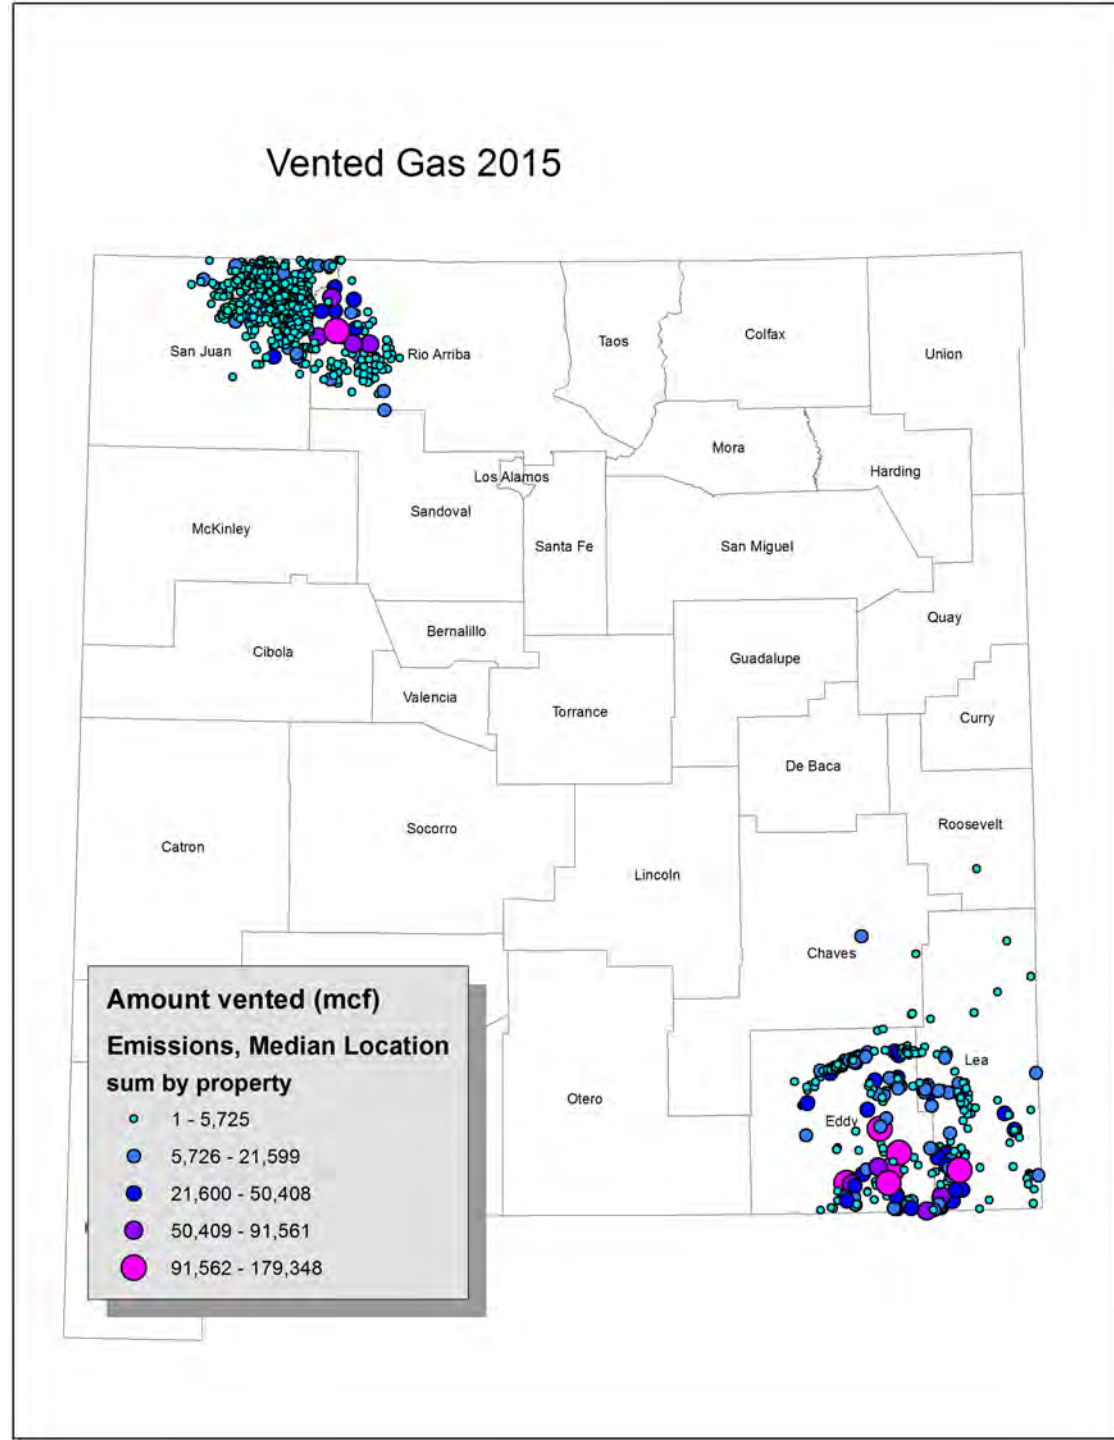 Vented Gas 2015
San Juan
Rio Arriba
Taos
Colfax
Union
Mora
Harding
Los Alamos
Sandoval
McKinley
Santa Fe
San Miguel
Quay
Bernalillo
Cibola
Guadalupe
Valencia
Torrance
Curry
De Baca
Roosevelt
Socorro
Catron
Lincoln
Chaves
Lea
Otero
Eddy
Amount vented (mcf)
Emissions, Median Location
sum by property
1 - 5,725
5,726 - 21,599
21,600 - 50,408
50,409 - 91,561
91,562 - 179,348